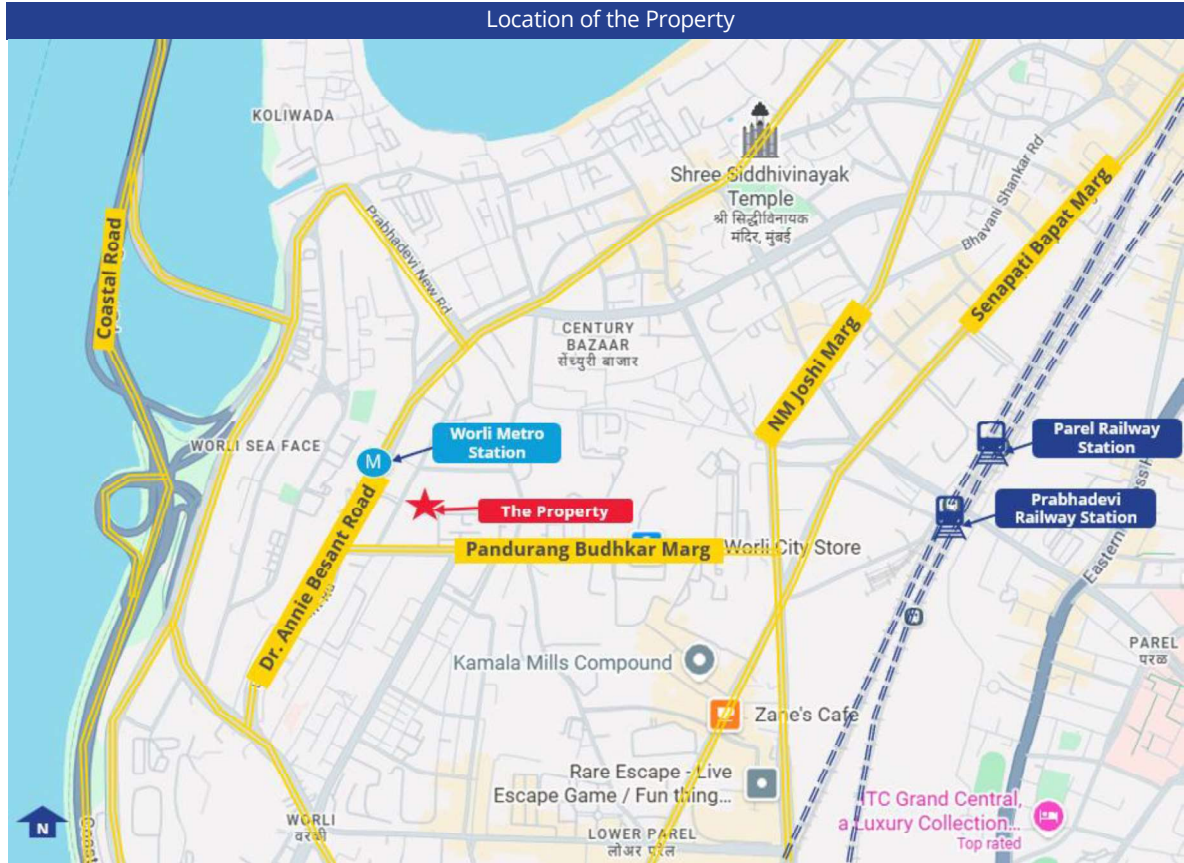 Location of the Property
KOLIWADA
Shree Siddhivinayak
Temple
श्री सिद्धीविनायक
मंदिर, मुंबई
Bhavani Shankar Rd
Senapati Bapat Marg
Prabhadevi New Rd
Coastal Road
CENTURY
BAZAAR
सेंच्युरी बाजार
NM Joshi Marg
WORLI SEA FACE
Worli Metro
Station
M
Parel Railway
Station
The Property
Prabhadevi
Railway Station
Dr. Annie Besant Road
Pandurang Budhkar Marg
Worli City Store
Kamala Mills Compound
PAREL
परळ
Zane's Cafe
Rare Escape - Live
Escape Game / Fun thing...
ITC Grand Central,
a Luxury Collection...
Top rated
WORLI
वरळी
LOWER PAREL
लोअर परेल
N